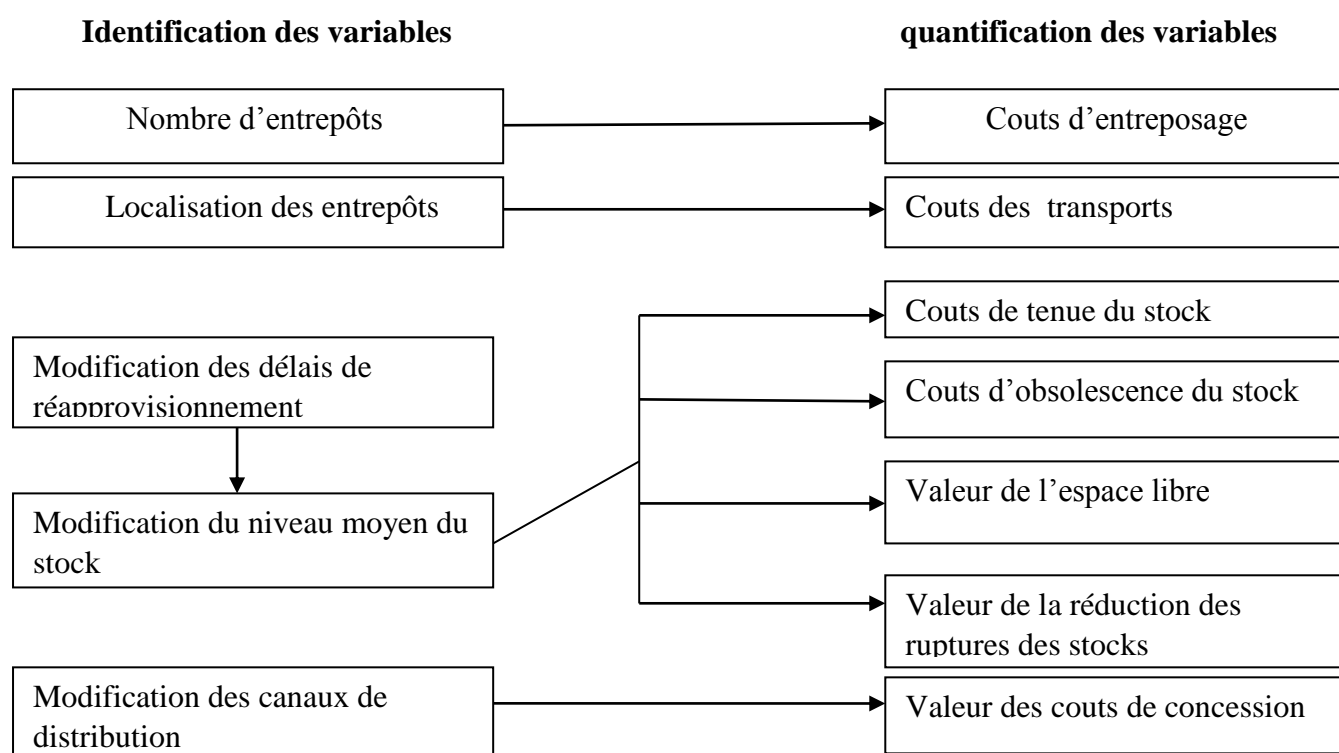 Identification des variables
quantification des variables
Nombre d’entrepôts
Couts d’entreposage
Localisation des entrepôts
Couts des  transports
Couts de tenue du stock
Modification des délais de
réapprovisionnement
Couts d’obsolescence du stock
Valeur de l’espace libre
Modification du niveau moyen du
stock
Valeur de la réduction des
ruptures des stocks
Modification des canaux de
distribution
Valeur des couts de concession